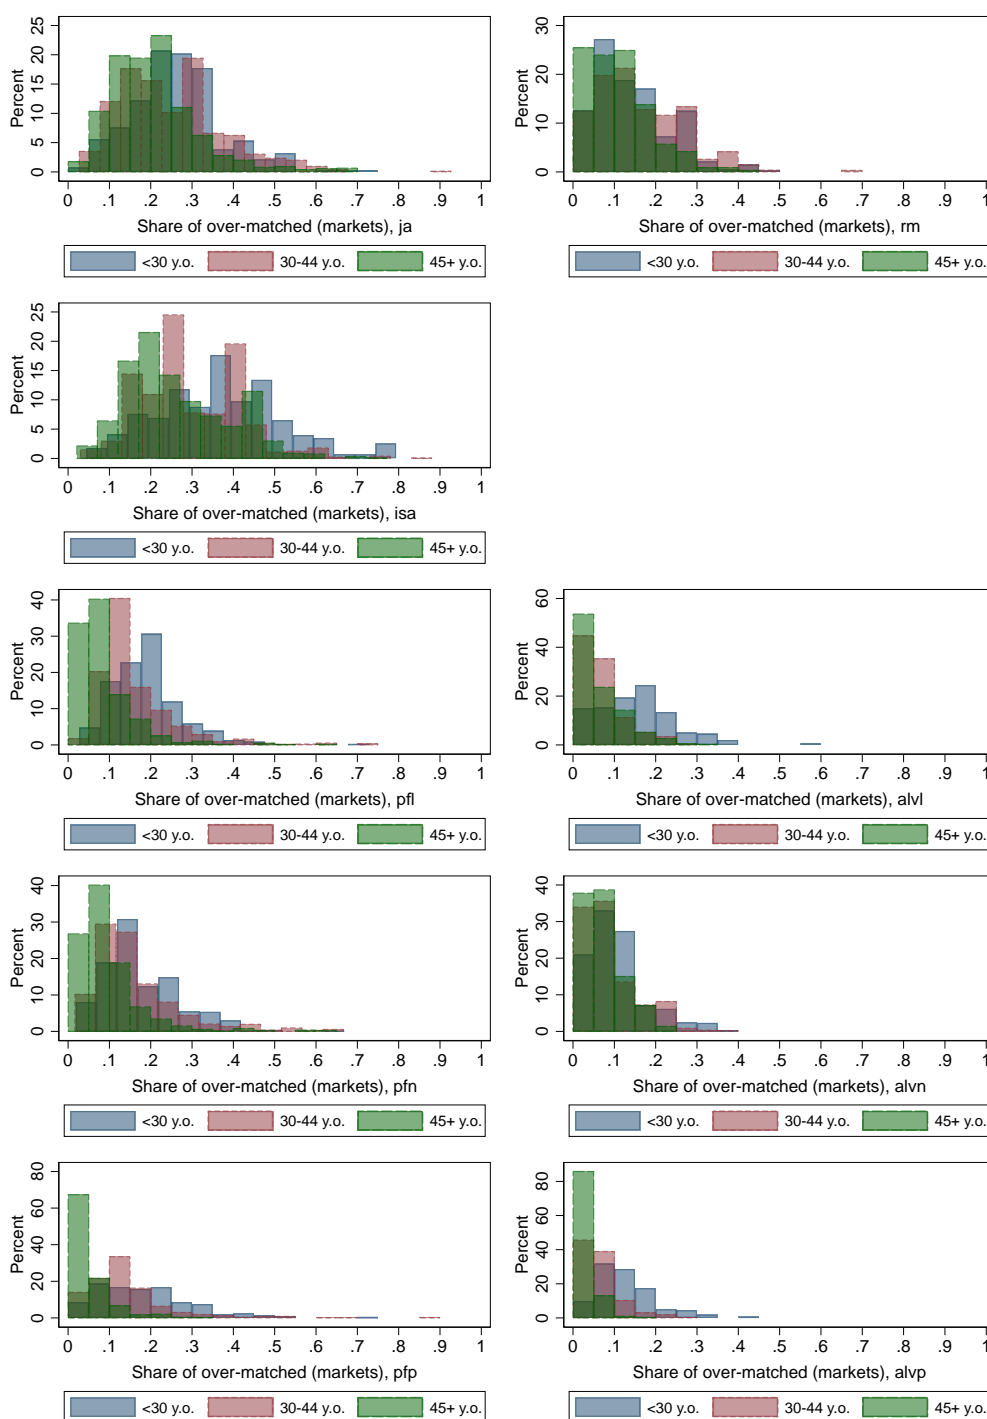 25
20
15
10
5
0
Percent
0 .1 .2 .3 .4 .5 .6 .7 .8 .9 1
Share of over-matched (markets), ja
<30 y.o. 30-44 y.o. 45+ y.o.
30
20
10
0
Percent
0 .1 .2 .3 .4 .5 .6 .7 .8 .9 1
Share of over-matched (markets), rm
<30 y.o. 30-44 y.o. 45+ y.o.
25
20
15
10
5
0
Percent
0 .1 .2 .3 .4 .5 .6 .7 .8 .9 1
Share of over-matched (markets), isa
<30 y.o. 30-44 y.o. 45+ y.o.
40
30
20
10
0
Percent
0 .1 .2 .3 .4 .5 .6 .7 .8 .9 1
Share of over-matched (markets), pfl
<30 y.o. 30-44 y.o. 45+ y.o.
60
40
20
0
Percent
0 .1 .2 .3 .4 .5 .6 .7 .8 .9 1
Share of over-matched (markets), alvl
<30 y.o. 30-44 y.o. 45+ y.o.
40
30
20
10
0
Percent
0 .1 .2 .3 .4 .5 .6 .7 .8 .9 1
Share of over-matched (markets), pfn
<30 y.o. 30-44 y.o. 45+ y.o.
40
30
20
10
0
Percent
0 .1 .2 .3 .4 .5 .6 .7 .8 .9 1
Share of over-matched (markets), alvn
<30 y.o. 30-44 y.o. 45+ y.o.
80
60
40
20
0
Percent
0 .1 .2 .3 .4 .5 .6 .7 .8 .9 1
Share of over-matched (markets), pfp
<30 y.o. 30-44 y.o. 45+ y.o.
80
60
40
20
0
Percent
0 .1 .2 .3 .4 .5 .6 .7 .8 .9 1
Share of over-matched (markets), alvp
<30 y.o. 30-44 y.o. 45+ y.o.